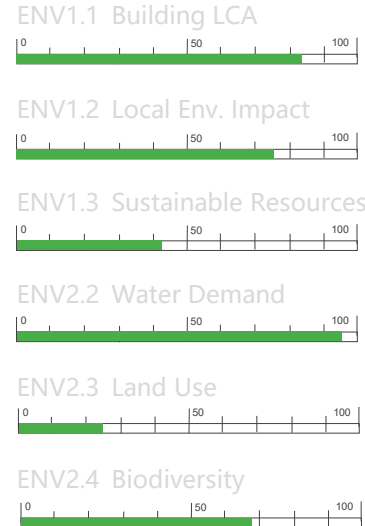 ENV1.1 Building LCA
0 50 100
ENV1.2 Local Env. Impact
0 50 100
ENV1.3 Sustainable Resources
0 50 100
ENV2.2 Water Demand
0 50 100
ENV2.3 Land Use
0 50 100
ENV2.4 Biodiversity
0 50 100